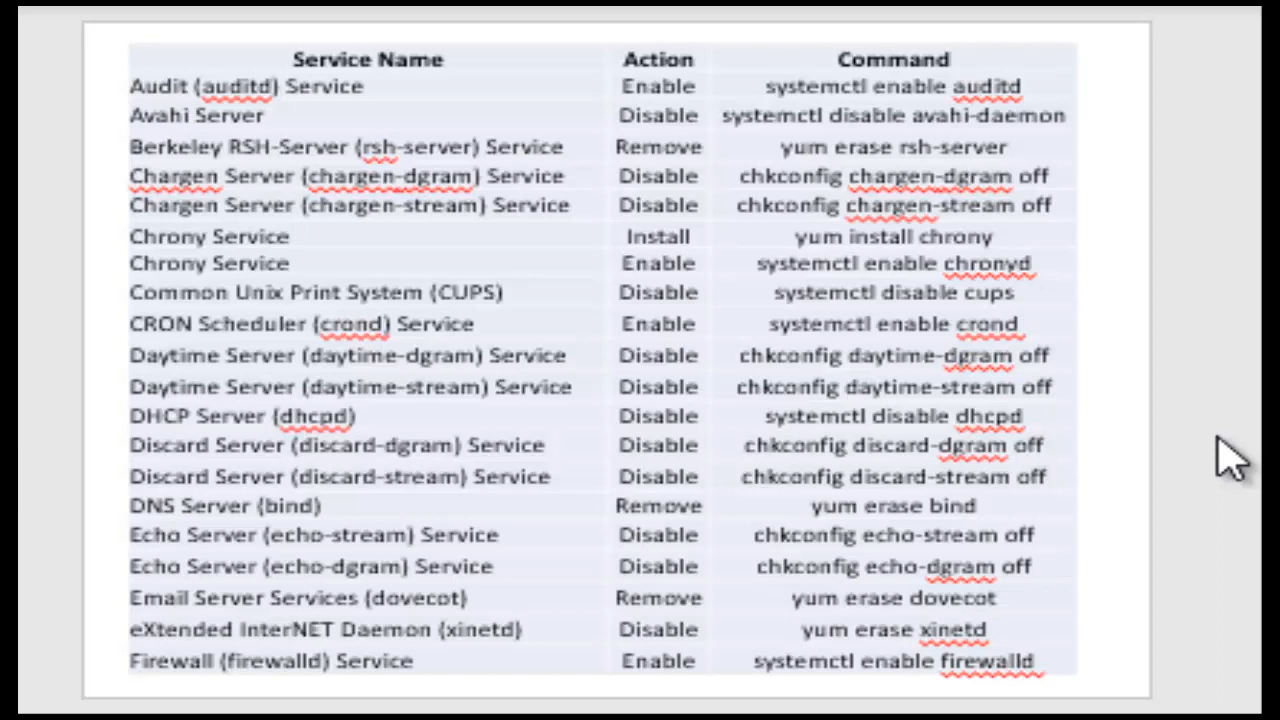 Service Name Action Command
Audit (auditd) Service Enable systemctl enable auditd
Avahi Server Disable systemctl disable avahi-daemon
Berkeley RSH-Server (rsh-server) Service Remove yum erase rsh-server
Chargen Server (chargen-dgram) Service Disable chkconfig chargen-dgram off
Chargen Server (chargen-stream) Service Disable chkconfig chargen-stream off
Chrony Service Install yum install chrony
Chrony Service Enable systemctl enable chronyd
Common Unix Print System (CUPS) Disable systemctl disable cups
CRON Scheduler (crond) Service Enable systemctl enable crond
Daytime Server (daytime-dgram) Service Disable chkconfig daytime-dgram off
Daytime Server (daytime-stream) Service Disable chkconfig daytime-stream off
DHCP Server (dhcpd) Disable systemctl disable dhcpd
Discard Server (discard-dgram) Service Disable chkconfig discard-dgram off
Discard Server (discard-stream) Service Disable chkconfig discard-stream off
DNS Server (bind) Remove yum erase bind
Echo Server (echo-stream) Service Disable chkconfig echo-stream off
Echo Server (echo-dgram) Service Disable chkconfig echo-dgram off
Email Server Services (dovecot) Remove yum erase dovecot
eXtended InterNET Daemon (xinetd) Disable yum erase xinetd
Firewall (firewalld) Service Enable systemctl enable firewalld